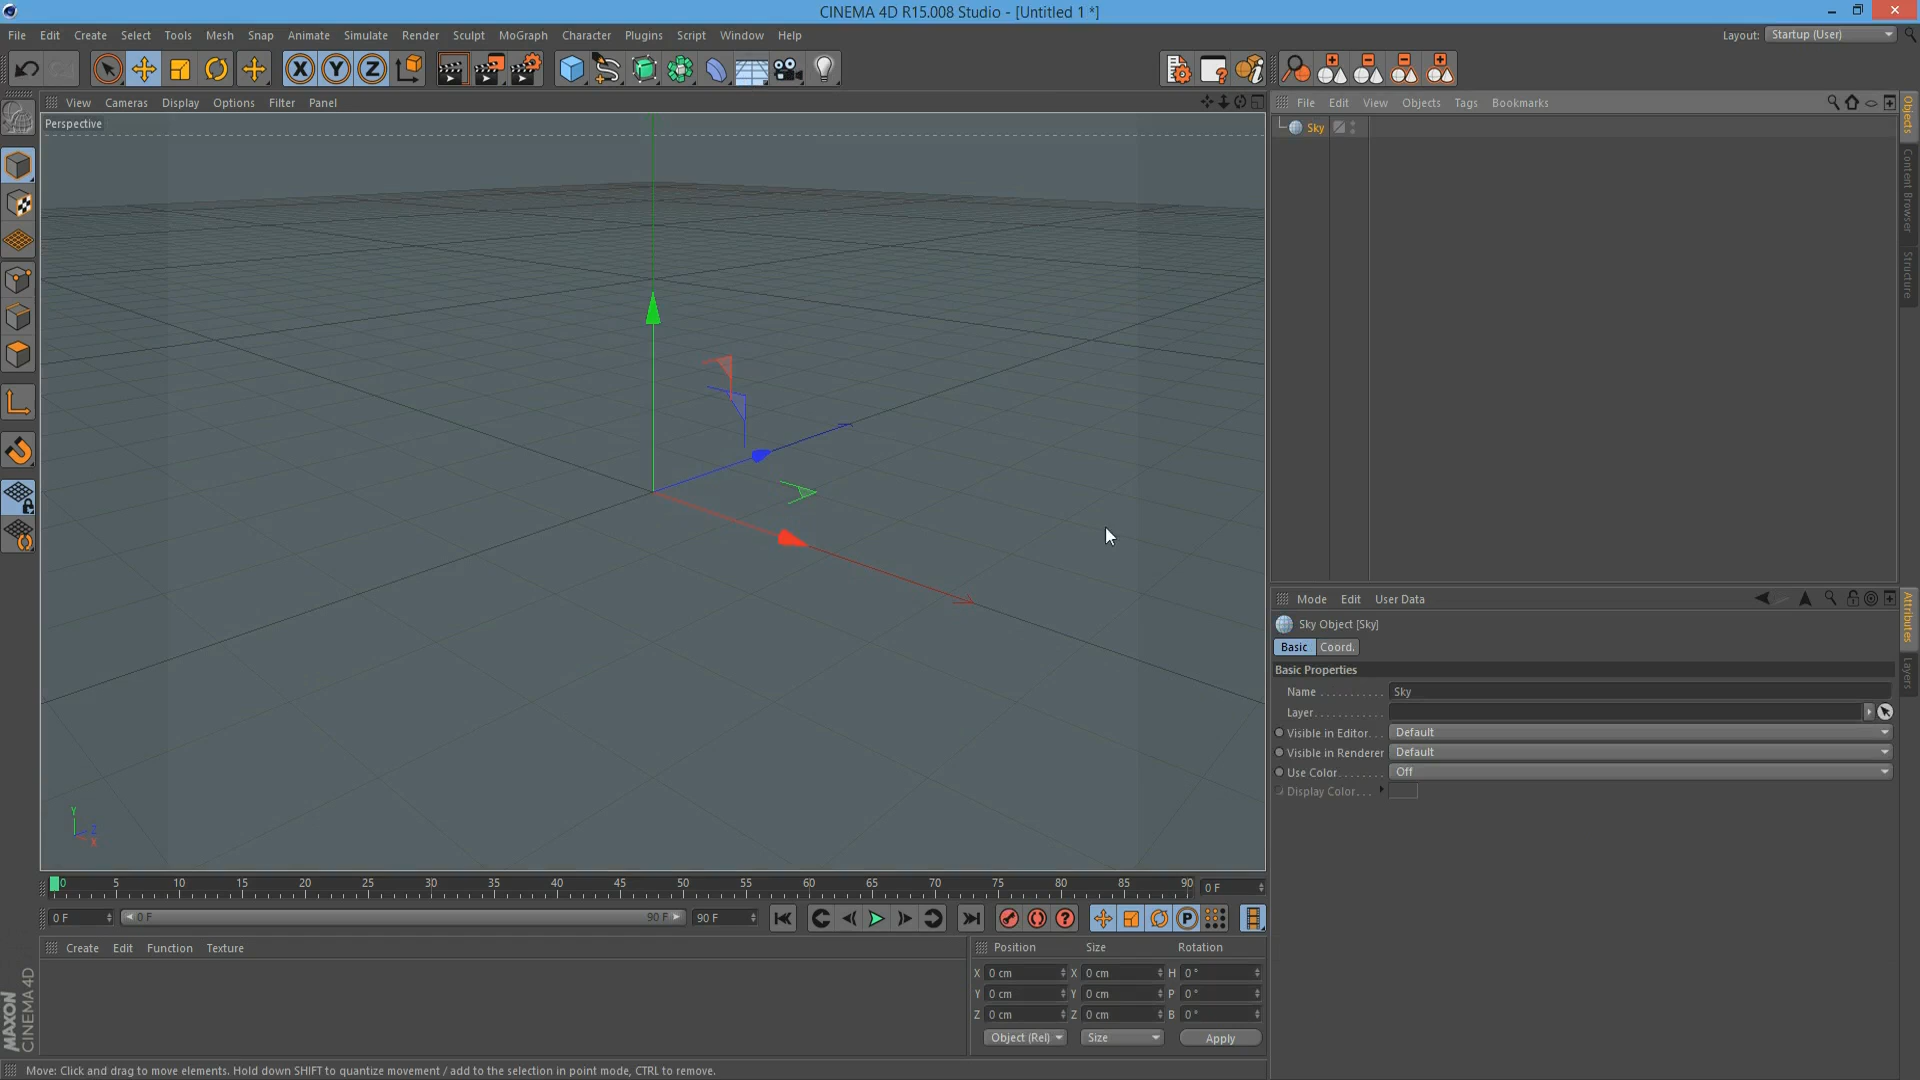 CINEMA 4D R15.008 Studio - [Untitled 1 *]
File Edit Create Select Tools Mesh Snap Animate Simulate Render Sculpt MoGraph Character Plugins Script Window Help
Layout: Startup (User)
X Y Z
View Cameras Display Options Filter Panel
Perspective
File Edit View Objects Tags Bookmarks
Sky
Objects
Content Browser
Structure
Mode Edit User Data
Sky Object [Sky]
Basic Coord.
Basic Properties
Name Sky
Layer
Visible in Editor Default
Visible in Renderer Default
Use Color Off
Display Color
Attributes
Layers
Y
Z
X
0 5 10 15 20 25 30 35 40 45 50 55 60 65 70 75 80 85 90 0 F
0 F 0 F 90 F 90 F P
Create Edit Function Texture
Position Size Rotation
X 0 cm X 0 cm H 0 °
Y 0 cm Y 0 cm P 0 °
Z 0 cm Z 0 cm B 0 °
Object (Rel) Size Apply
MAXON
CINEMA 4D
Move: Click and drag to move elements. Hold down SHIFT to quantize movement / add to the selection in point mode, CTRL to remove.